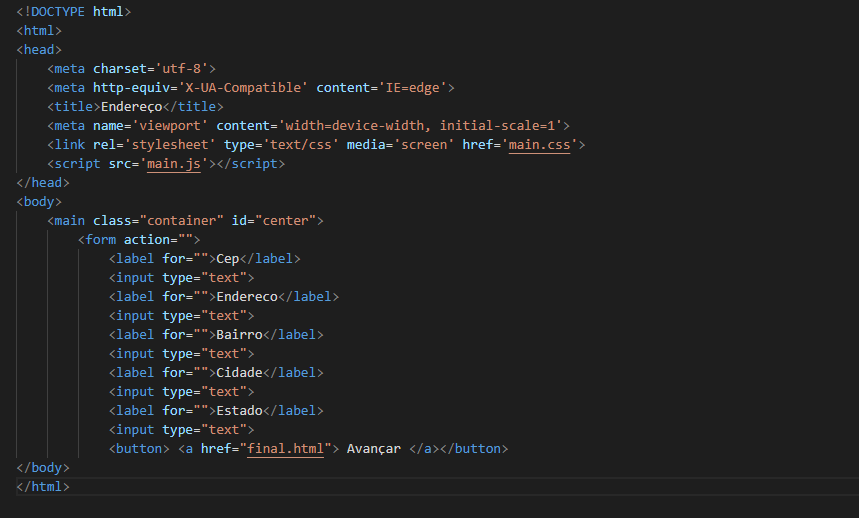 <!DOCTYPE html>
<html>
<head>
    <meta charset='utf-8'>
    <meta http-equiv='X-UA-Compatible' content='IE=edge'>
    <title>Endereço</title>
    <meta name='viewport' content='width=device-width, initial-scale=1'>
    <link rel='stylesheet' type='text/css' media='screen' href='main.css'>
    <script src='main.js'></script>
</head>
<body>
    <main class="container" id="center">
        <form action="">
            <label for="">Cep</label>
            <input type="text">
            <label for="">Endereco</label>
            <input type="text">
            <label for="">Bairro</label>
            <input type="text">
            <label for="">Cidade</label>
            <input type="text">
            <label for="">Estado</label>
            <input type="text">
            <button> <a href="final.html"> Avançar </a></button>
</body>
</html>